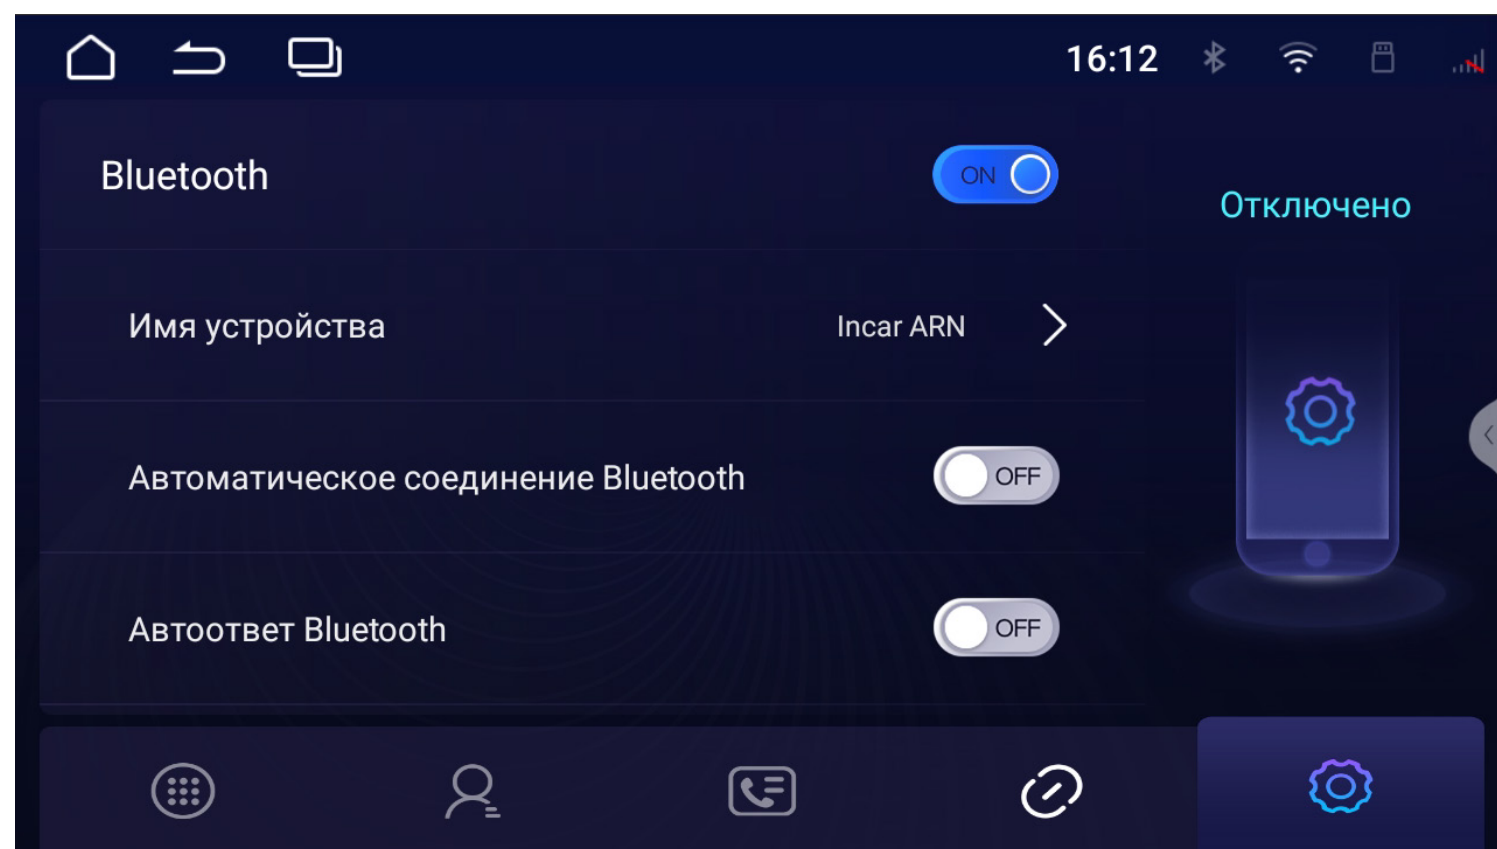 16:12
Bluetooth
ON
Отключено
Имя устройства
Incar ARN
Автоматическое соединение Bluetooth
OFF
Автоответ Bluetooth
OFF